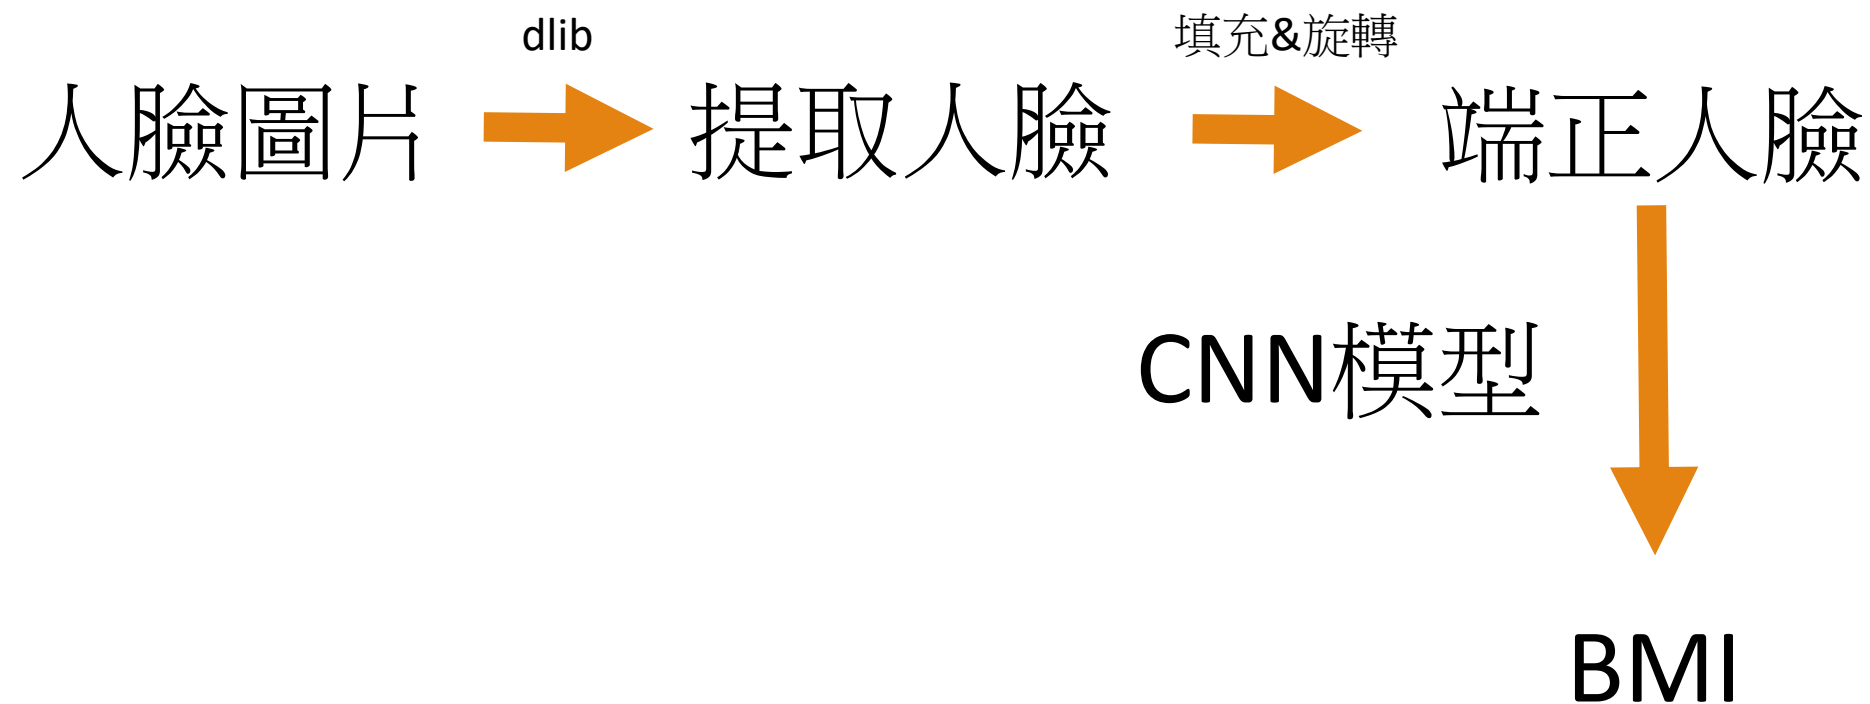 dlib
填充&旋轉
人臉圖片
提取人臉
端正人臉
CNN模型
BMI